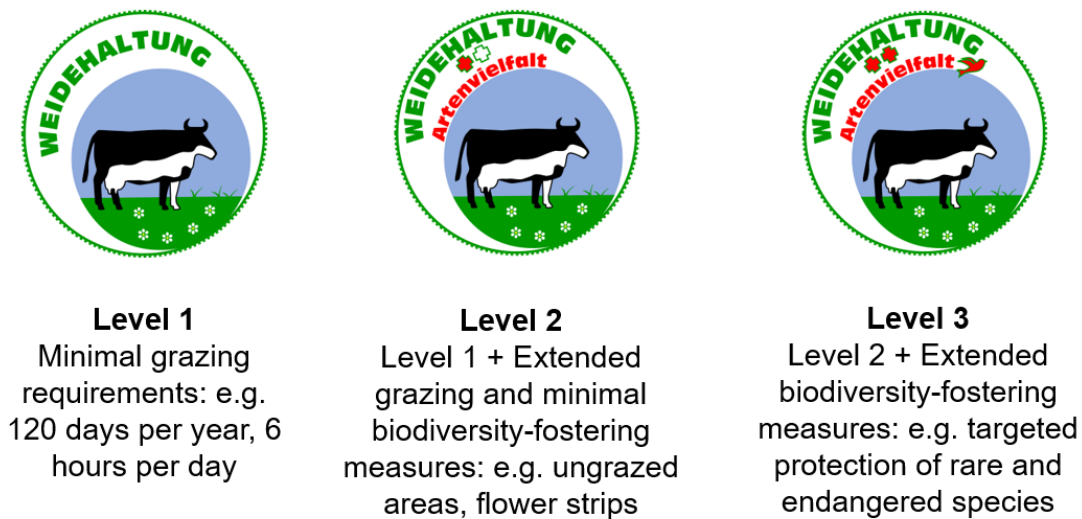 WEIDEHALTUNG
WEIDEHALTUNG
Artenvielfalt
WEIDEHALTUNG
Artenvielfalt
Level 1
Minimal grazing
requirements: e.g.
120 days per year, 6
hours per day
Level 2
Level 1 + Extended
grazing and minimal
biodiversity-fostering
measures: e.g. ungrazed
areas, flower strips
Level 3
Level 2 + Extended
biodiversity-fostering
measures: e.g. targeted
protection of rare and
endangered species